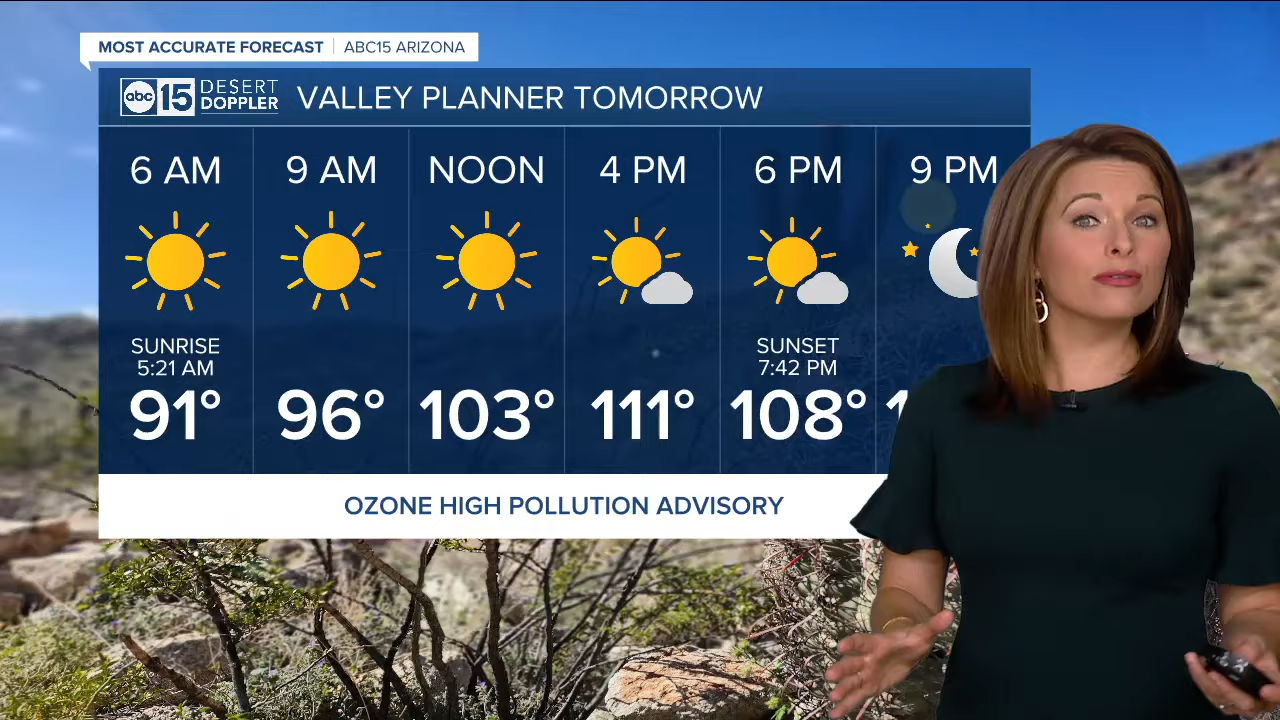 MOST ACCURATE FORECAST | ABC15 ARIZONA
abc 15 DESERT DOPPLER VALLEY PLANNER TOMORROW
6 AM 9 AM NOON 4 PM 6 PM 9 PM
SUNRISE SUNSET
5:21 AM 7:42 PM
91° 96° 103° 111° 108°
OZONE HIGH POLLUTION ADVISORY